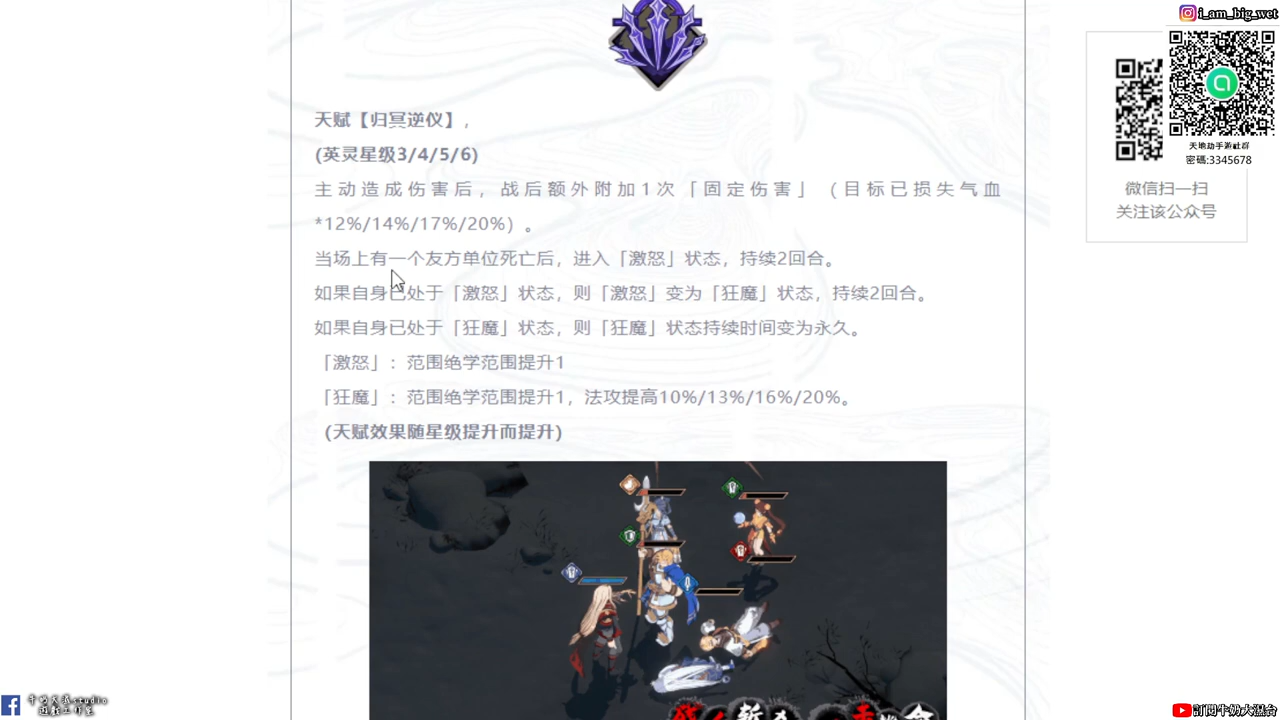 i_am_big_wet
天地劫手游社群
密碼:3345678
微信扫一扫
关注该公众号
天赋【归冥逆仪】，
(英灵星级3/4/5/6)
主动造成伤害后，战后额外附加1次「固定伤害」（目标已损失气血
*12%/14%/17%/20%）。
当场上有一个友方单位死亡后，进入「激怒」状态，持续2回合。
如果自身已处于「激怒」状态，则「激怒」变为「狂魔」状态，持续2回合。
如果自身已处于「狂魔」状态，则「狂魔」状态持续时间变为永久。
「激怒」：范围绝学范围提升1
「狂魔」：范围绝学范围提升1，法攻提高10%/13%/16%/20%。
(天赋效果随星级提升而提升)